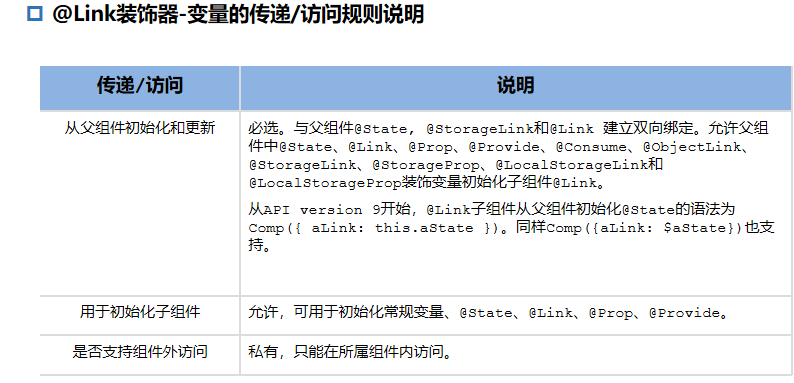 @Link装饰器-变量的传递/访问规则说明
传递/访问
说明
从父组件初始化和更新
必选。与父组件@State, @StorageLink和@Link 建立双向绑定。允许父组
件中@State、@Link、@Prop、@Provide、@Consume、@ObjectLink、
@StorageLink、@StorageProp、@LocalStorageLink和
@LocalStorageProp装饰变量初始化子组件@Link。
从API version 9开始，@Link子组件从父组件初始化@State的语法为
Comp({ aLink: this.aState })。同样Comp({aLink: $aState})也支
持。
用于初始化子组件
允许，可用于初始化常规变量、@State、@Link、@Prop、@Provide。
是否支持组件外访问
私有，只能在所属组件内访问。